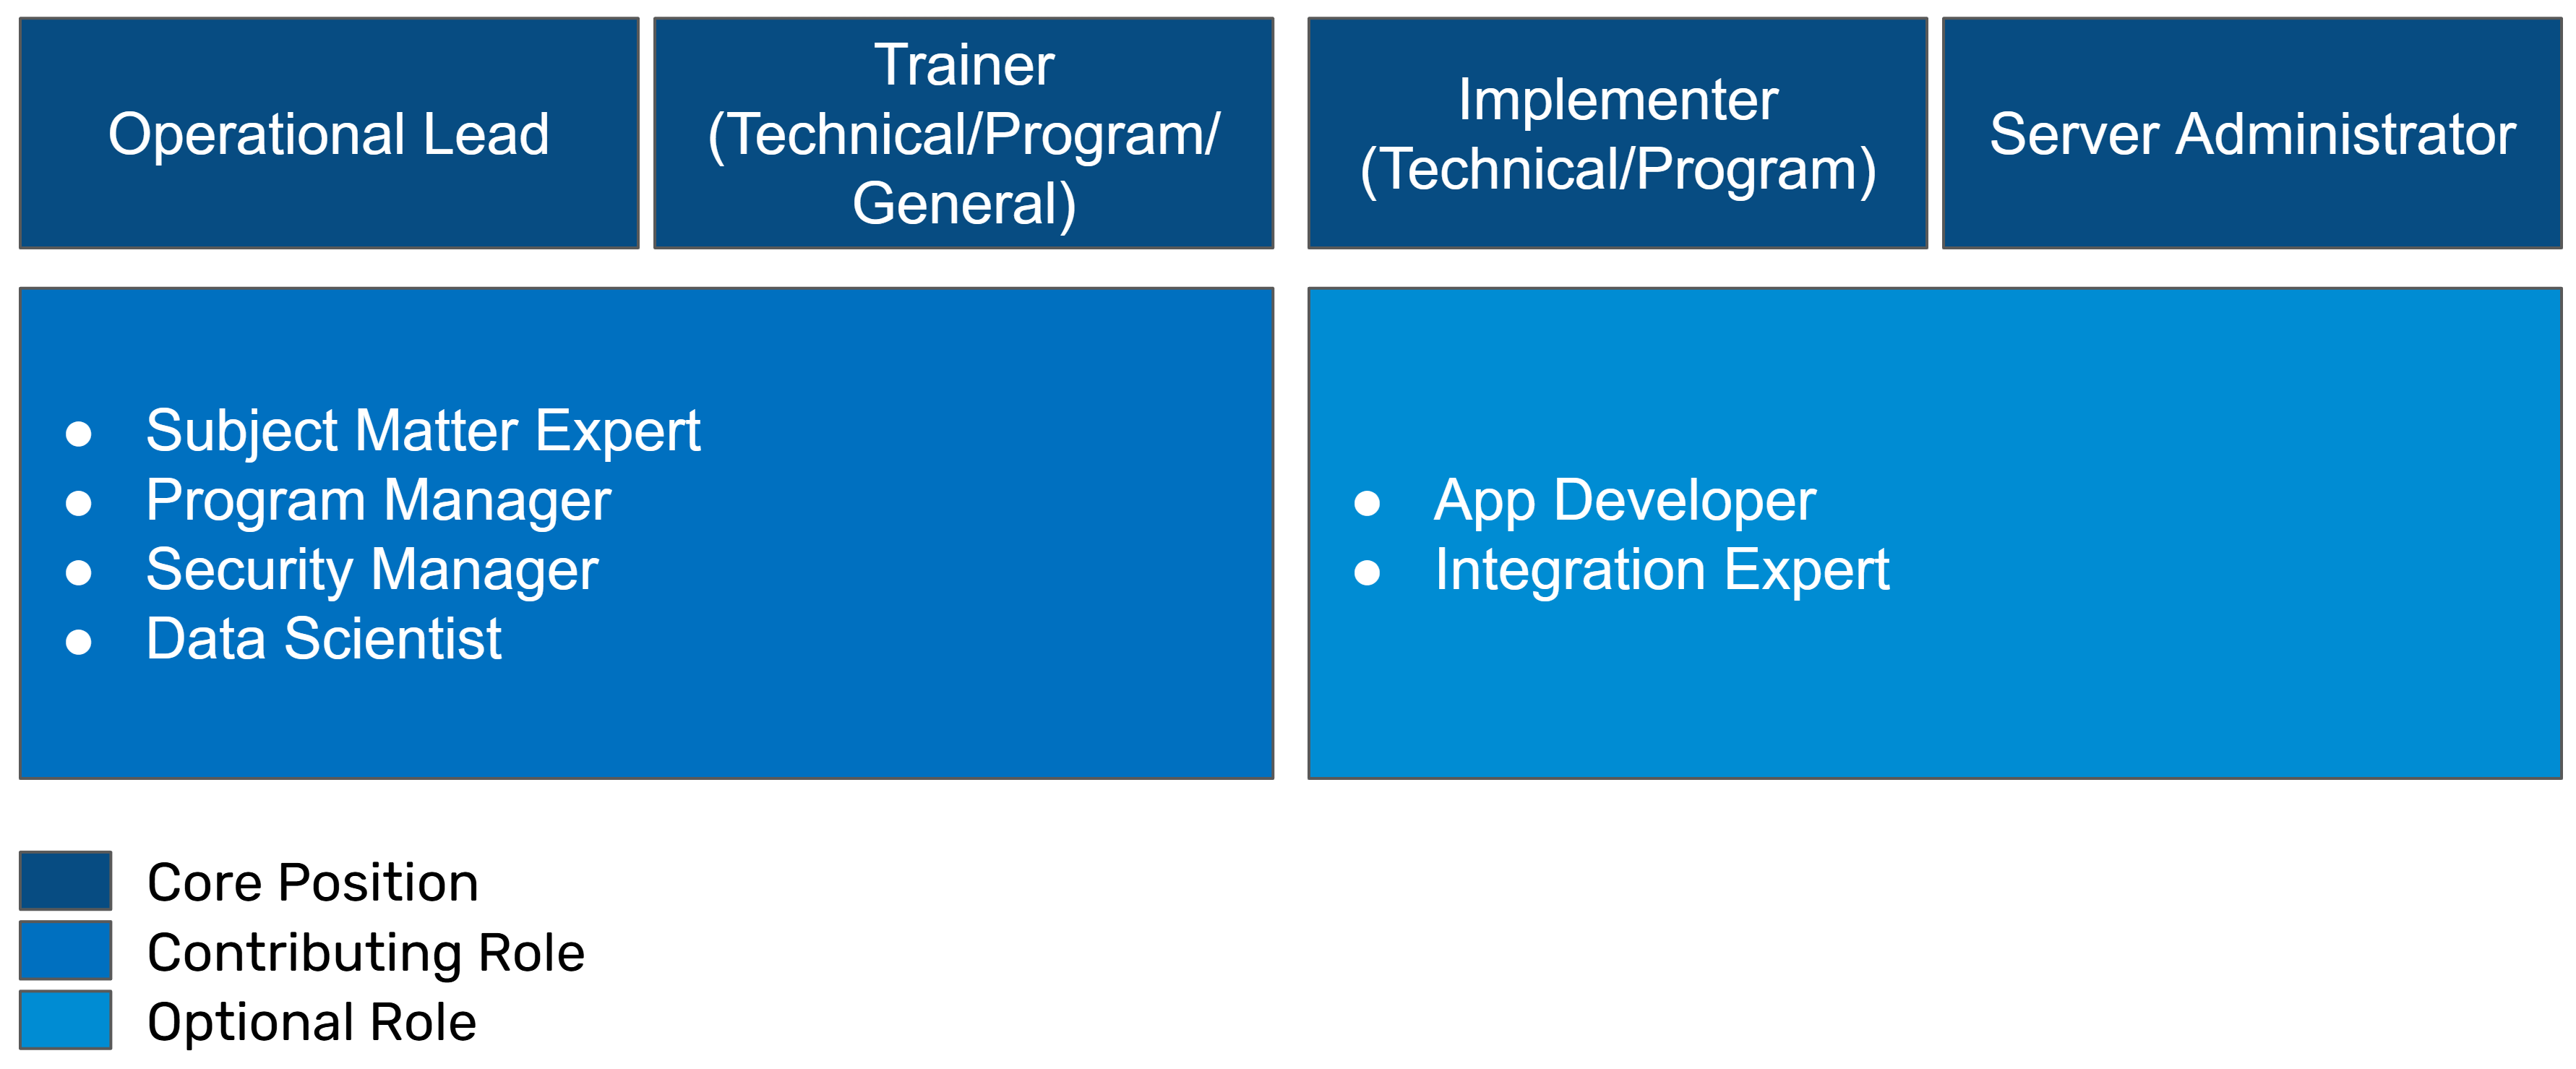 Operational Lead
Trainer
(Technical/Program/
General)
Implementer
(Technical/Program)
Server Administrator
● Subject Matter Expert
● Program Manager
● Security Manager
● Data Scientist
● App Developer
● Integration Expert
Core Position
Contributing Role
Optional Role